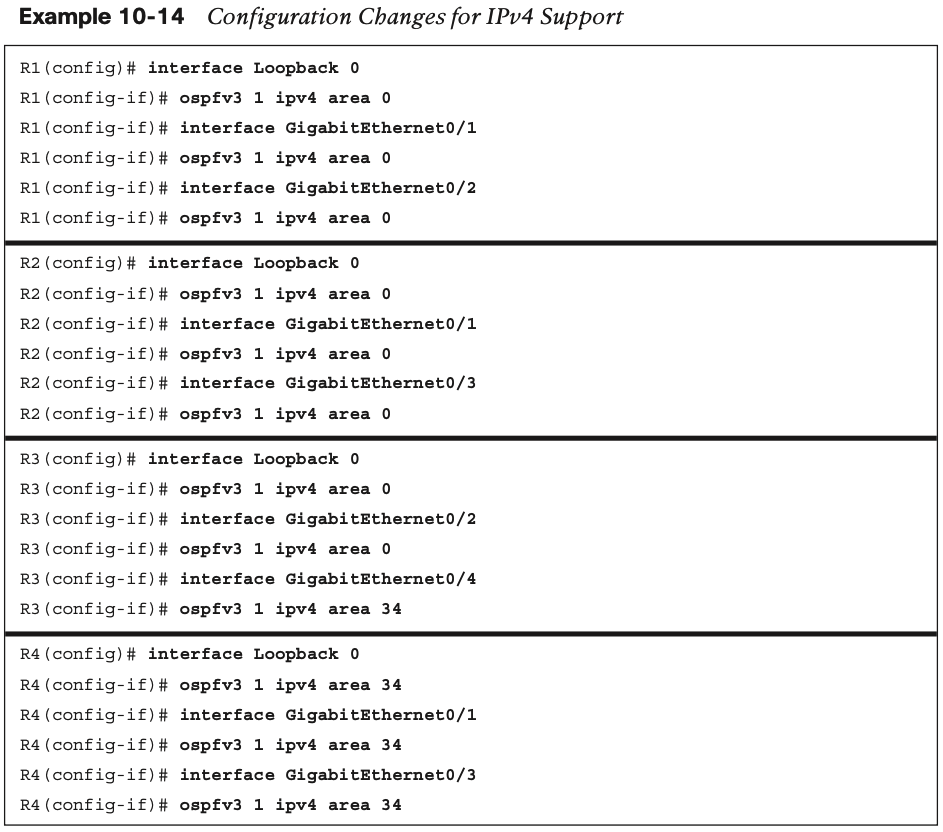 Example 10-14 Configuration Changes for IPv4 Support
R1(config)# interface Loopback 0
R1(config-if)# ospfv3 1 ipv4 area 0
R1(config-if)# interface GigabitEthernet0/1
R1(config-if)# ospfv3 1 ipv4 area 0
R1(config-if)# interface GigabitEthernet0/2
R1(config-if)# ospfv3 1 ipv4 area 0
R2(config)# interface Loopback 0
R2(config-if)# ospfv3 1 ipv4 area 0
R2(config-if)# interface GigabitEthernet0/1
R2(config-if)# ospfv3 1 ipv4 area 0
R2(config-if)# interface GigabitEthernet0/3
R2(config-if)# ospfv3 1 ipv4 area 0
R3(config)# interface Loopback 0
R3(config-if)# ospfv3 1 ipv4 area 0
R3(config-if)# interface GigabitEthernet0/2
R3(config-if)# ospfv3 1 ipv4 area 0
R3(config-if)# interface GigabitEthernet0/4
R3(config-if)# ospfv3 1 ipv4 area 34
R4(config)# interface Loopback 0
R4(config-if)# ospfv3 1 ipv4 area 34
R4(config-if)# interface GigabitEthernet0/1
R4(config-if)# ospfv3 1 ipv4 area 34
R4(config-if)# interface GigabitEthernet0/3
R4(config-if)# ospfv3 1 ipv4 area 34